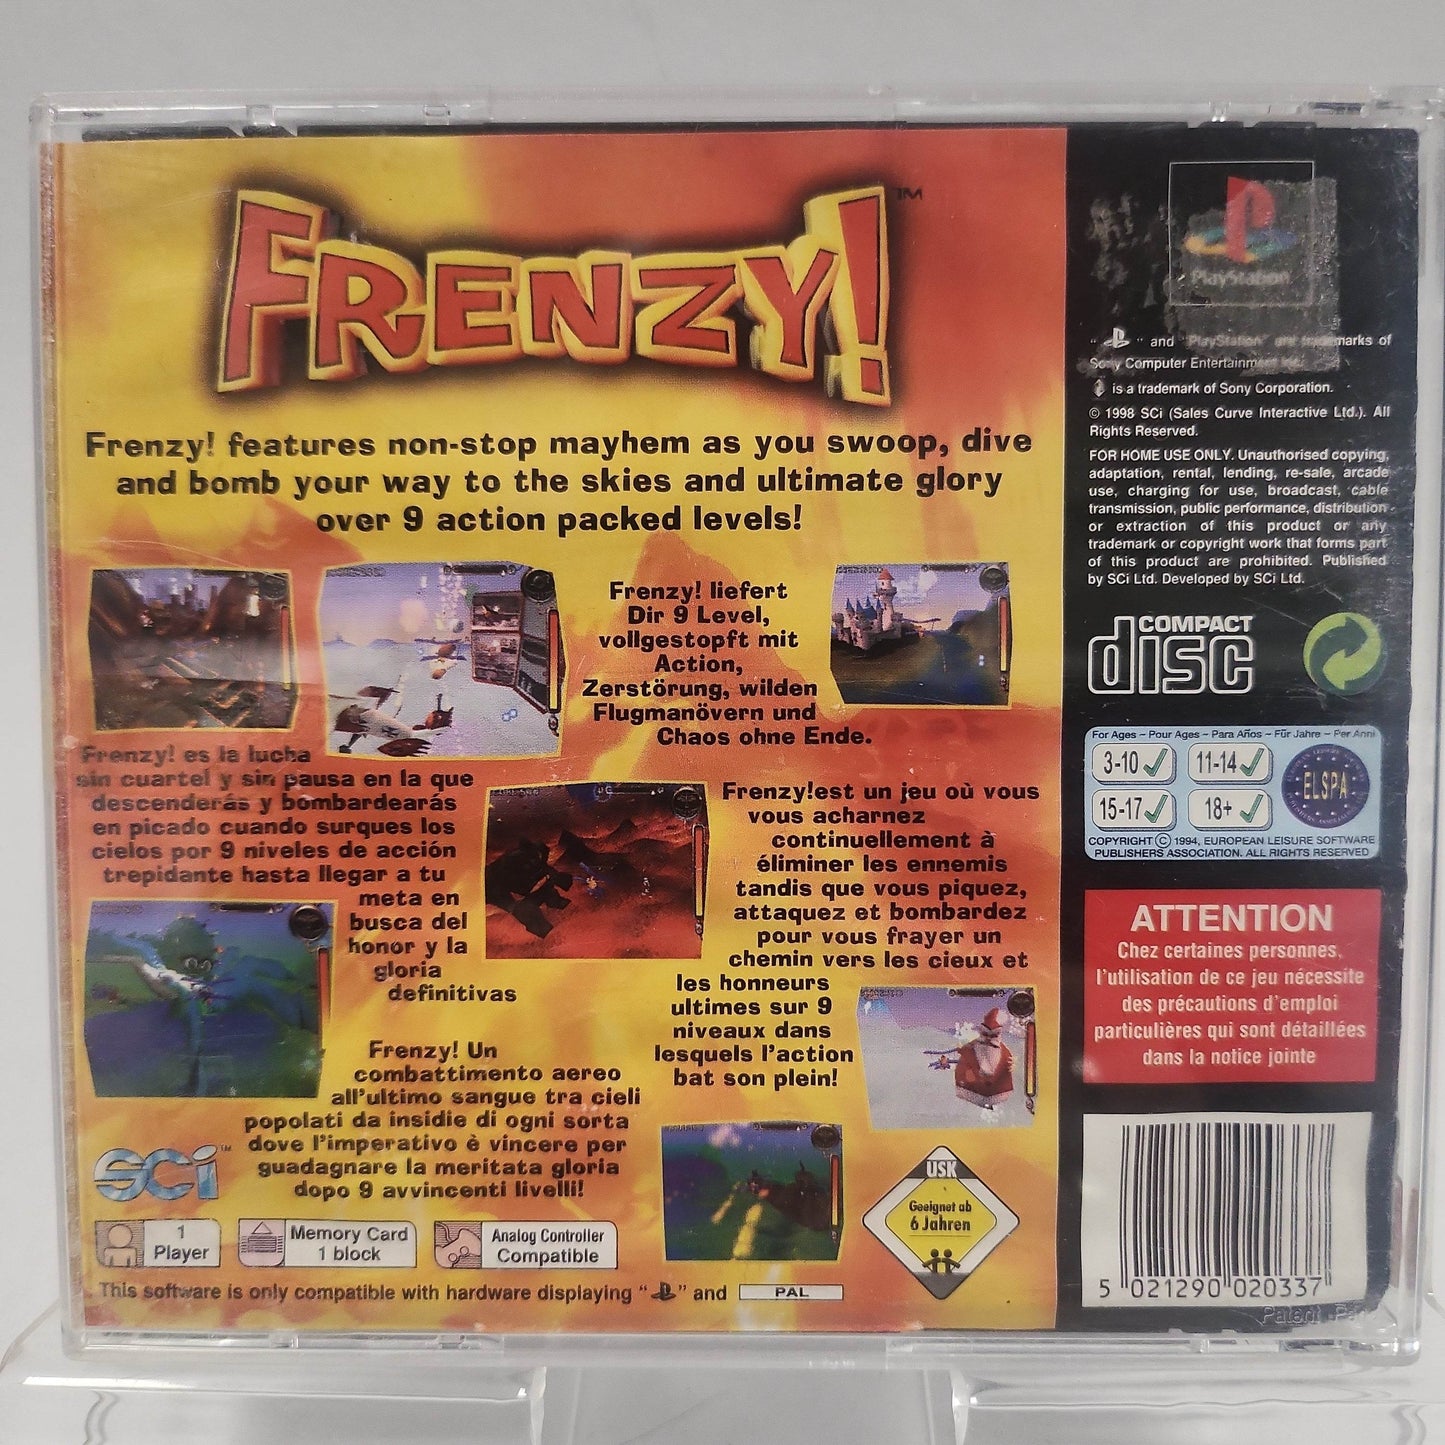 FRENZY!™
Frenzy! features non-stop mayhem as you swoop, dive
and bomb your way to the skies and ultimate glory
over 9 action packed levels!
Frenzy! liefert
Dir 9 Level,
vollgestopft mit
Action,
Zerstörung, wilden
Flugmanövern und
Chaos ohne Ende.
Frenzy! es la lucha
sin cuartel y sin pausa en la que
descenderás y bombardearás
en picado cuando surques los
cielos por 9 niveles de acción
trepidante hasta llegar a tu
meta en
busca del
honor y la
gloria
definitivas
Frenzy!est un jeu où vous
vous acharnez
continuellement à
éliminer les ennemis
tandis que vous piquez,
attaquez et bombardez
pour vous frayer un
chemin vers les cieux et
les honneurs
ultimes sur 9
niveaux dans
lesquels l'action
bat son plein!
Frenzy! Un
combattimento aereo
all'ultimo sangue tra cieli
popolati da insidie di ogni sorta
dove l'imperativo è vincere per
guadagnare la meritata gloria
dopo 9 avvincenti livelli!
SCi™
1
Player
Memory Card
1 block
Analog Controller
Compatible
USK
Geeignet ab
6 Jahren
This software is only compatible with hardware displaying " " and PAL
PlayStation
" " and "PlayStation" are trademarks of
Sony Computer Entertainment Inc.
is a trademark of Sony Corporation.
© 1998 SCi (Sales Curve Interactive Ltd.). All
Rights Reserved.
FOR HOME USE ONLY. Unauthorised copying,
adaptation, rental, lending, re-sale, arcade
use, charging for use, broadcast, cable
transmission, public performance, distribution
or extraction of this product or any
trademark or copyright work that forms part
of this product are prohibited. Published
by SCi Ltd. Developed by SCi Ltd.
COMPACT
disc
For Ages ~ Pour Ages ~ Para Años ~ Für Jahre ~ Per Anni
3-10 11-14
15-17 18+
ELSPA
COPYRIGHT © 1994, EUROPEAN LEISURE SOFTWARE
PUBLISHERS ASSOCIATION. ALL RIGHTS RESERVED
ATTENTION
Chez certaines personnes,
l'utilisation de ce jeu nécessite
des précautions d'emploi
particulières qui sont détaillées
dans la notice jointe
5 021290 020337